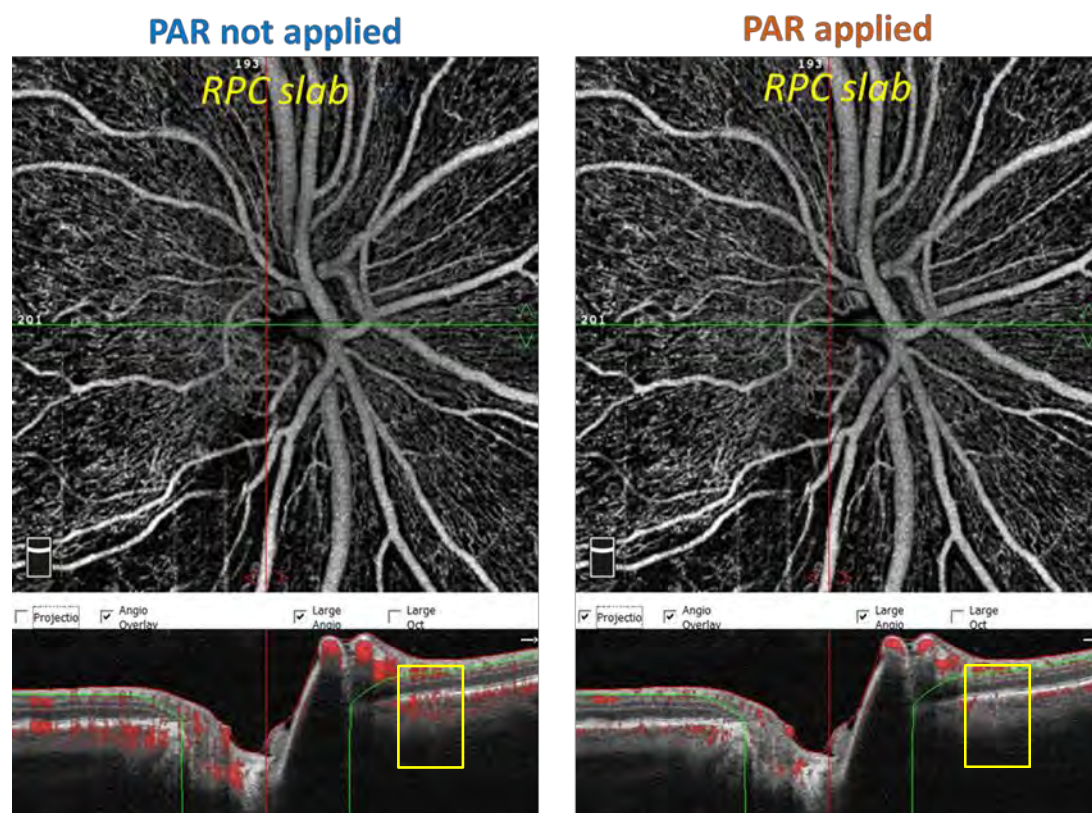 PAR not applied
PAR applied
193
RPC slab
201
Projectio
Angio
Overlay
Large
Angio
Large
Oct
193
RPC slab
201
Projectio
Angio
Overlay
Large
Angio
Large
Oct